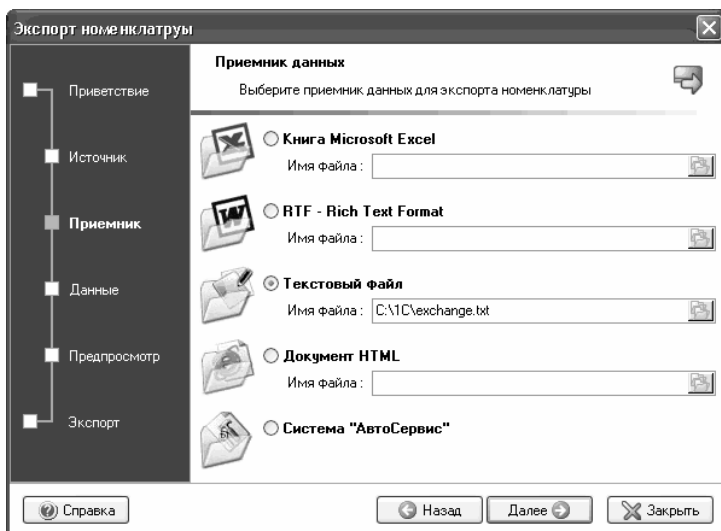 Экспорт номенклатруы
Приветствие
Источник
Приемник
Данные
Предпросмотр
Экспорт
Приемник данных
Выберите приемник данных для экспорта номенклатуры
Книга Microsoft Excel
Имя файла :
RTF - Rich Text Format
Имя файла :
Текстовый файл
Имя файла : C:\1C\exchange.txt
Документ HTML
Имя файла :
Система "АвтоСервис"
Справка
Назад
Далее
Закрыть